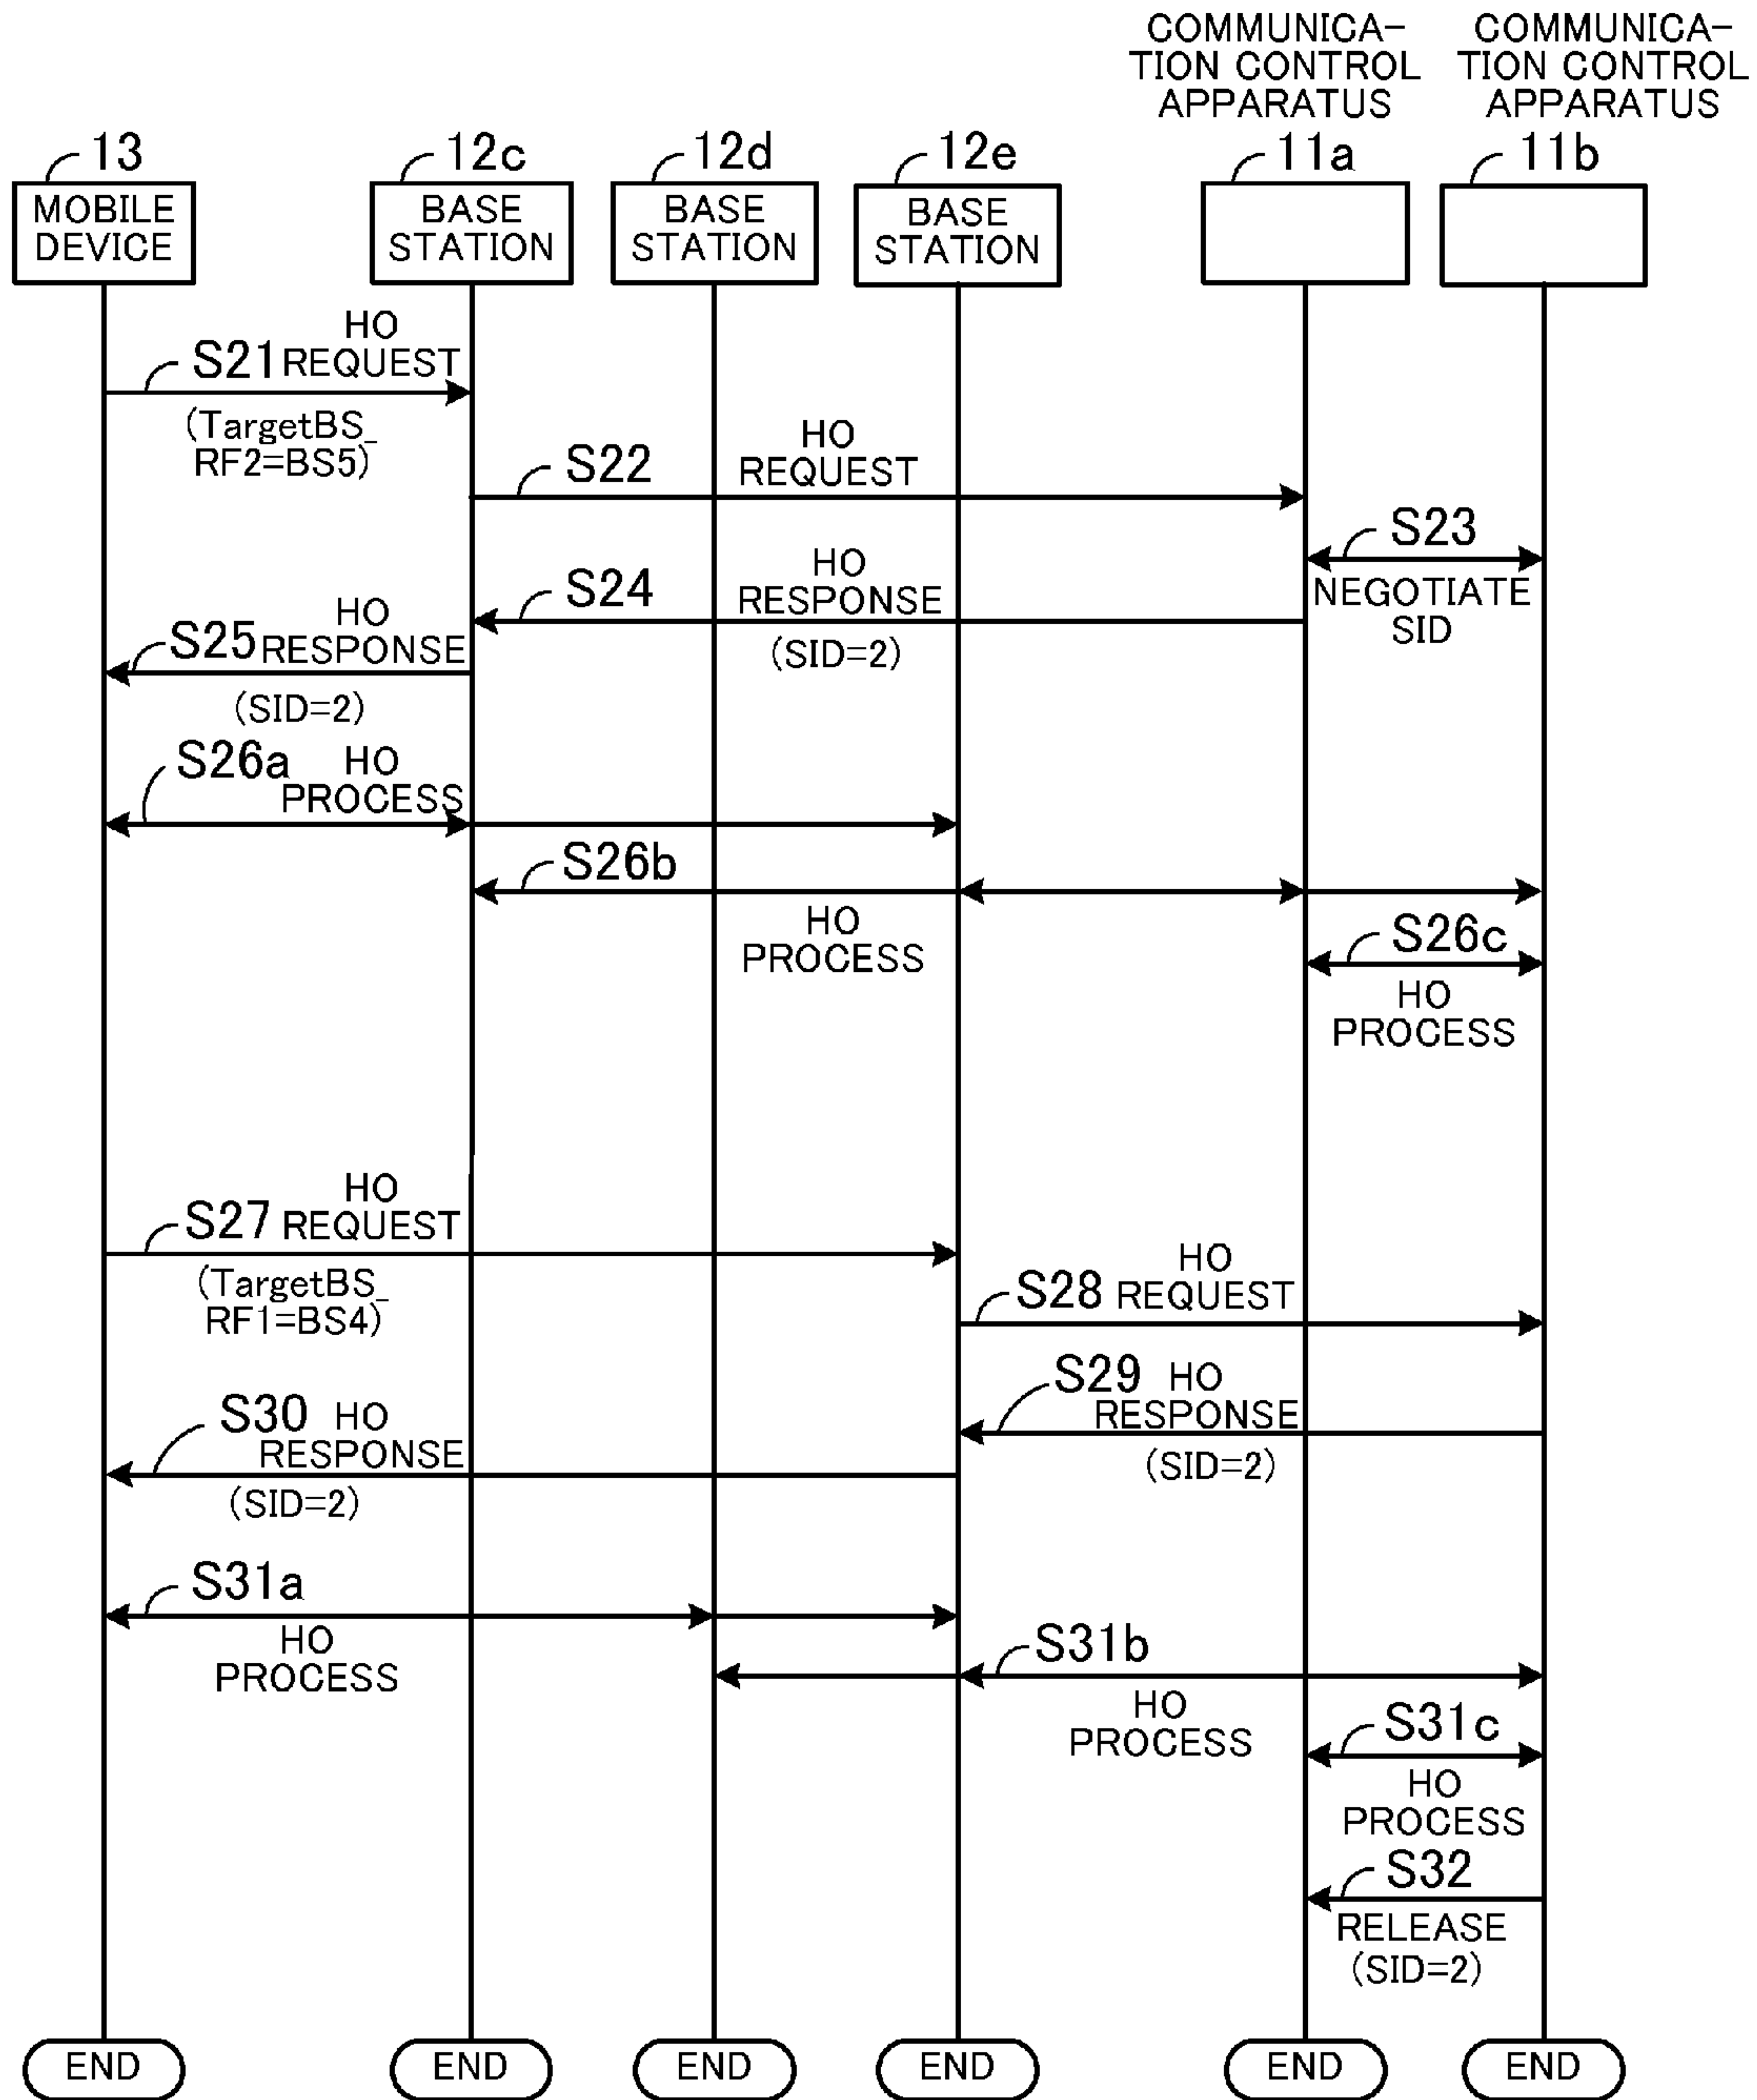 COMMUNICA-
TION CONTROL
APPARATUS
COMMUNICA-
TION CONTROL
APPARATUS
13
12c
12d
12e
11a
11b
MOBILE
DEVICE
BASE
STATION
BASE
STATION
BASE
STATION
S21
HO
REQUEST
(TargetBS_
RF2=BS5)
S22
HO
REQUEST
S23
NEGOTIATE
SID
S24
HO
RESPONSE
(SID=2)
S25
HO
RESPONSE
(SID=2)
S26a
HO
PROCESS
S26b
HO
PROCESS
S26c
HO
PROCESS
S27
HO
REQUEST
(TargetBS_
RF1=BS4)
S28
HO
REQUEST
S29
HO
RESPONSE
(SID=2)
S30
HO
RESPONSE
(SID=2)
S31a
HO
PROCESS
S31b
HO
PROCESS
S31c
HO
PROCESS
S32
RELEASE
(SID=2)
END
END
END
END
END
END